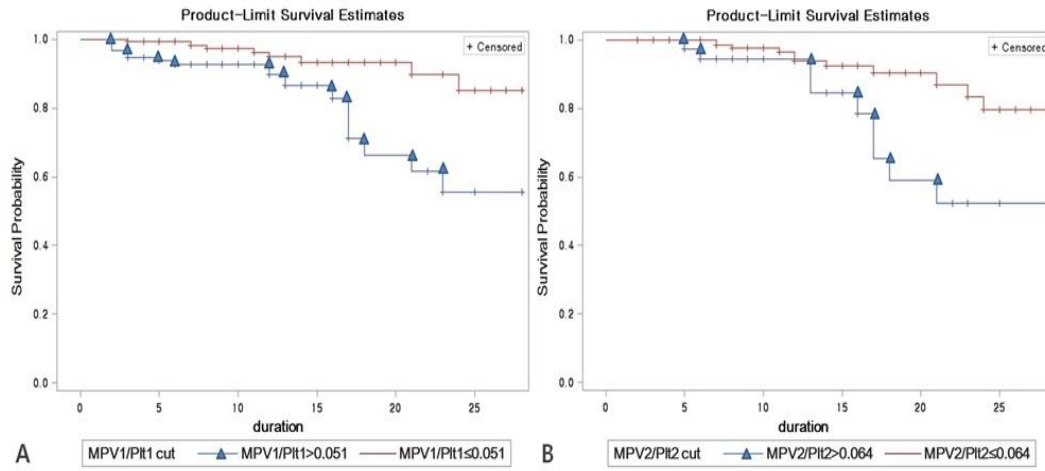 Product-Limit Survival Estimates
+ Censored
Survival Probability
1.0
0.8
0.6
0.4
0.2
0.0
0 5 10 15 20 25
duration
A
MPV1/Plt1 cut MPV1/Plt1>0.051 MPV1/Plt1≤0.051
Product-Limit Survival Estimates
+ Censored
Survival Probability
1.0
0.8
0.6
0.4
0.2
0.0
0 5 10 15 20 25
duration
B
MPV2/Plt2 cut MPV2/Plt2>0.064 MPV2/Plt2≤0.064